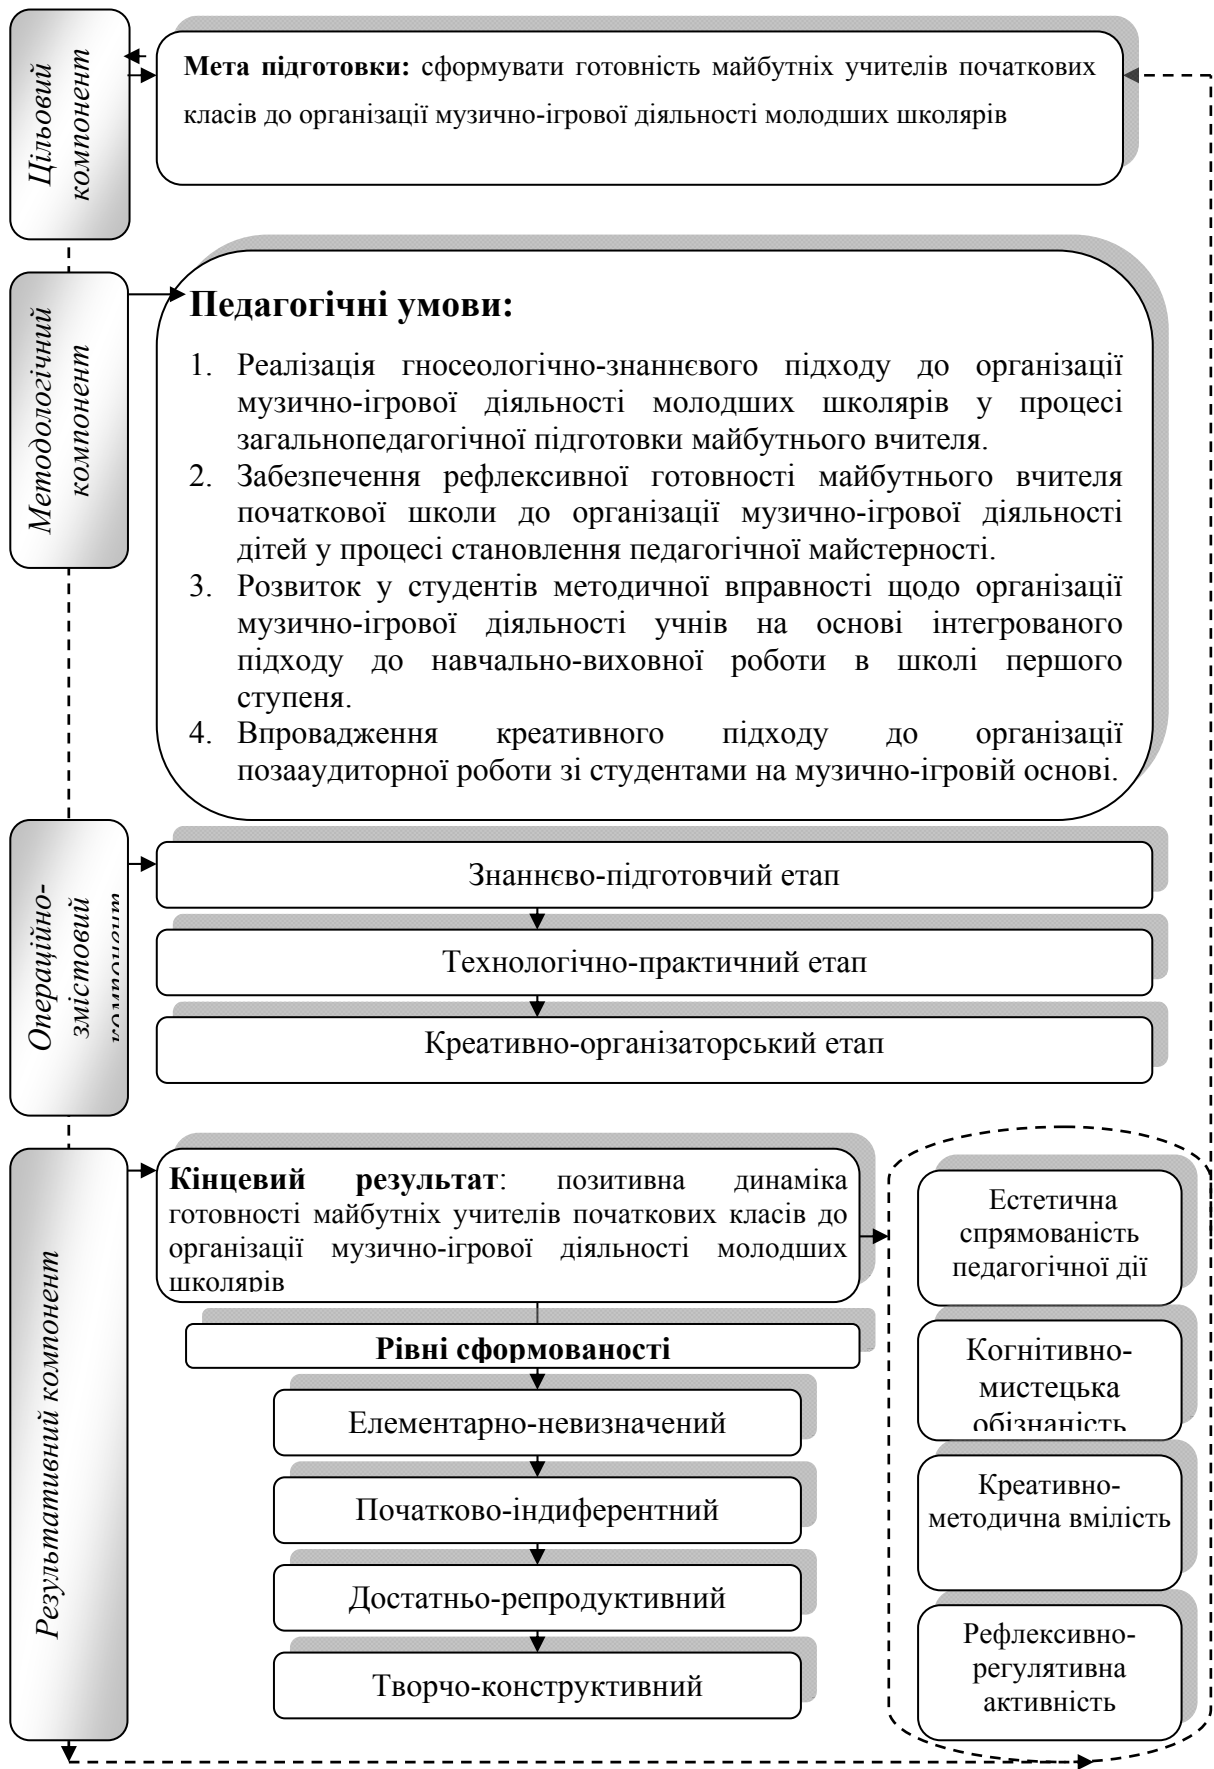 Цільовий
компонент
Мета підготовки: сформувати готовність майбутніх учителів початкових
класів до організації музично-ігрової діяльності молодших школярів
Методологічний
компонент
Педагогічні умови:
1. Реалізація гносеологічно-знаннєвого підходу до організації
музично-ігрової діяльності молодших школярів у процесі
загальнопедагогічної підготовки майбутнього вчителя.
2. Забезпечення рефлексивної готовності майбутнього вчителя
початкової школи до організації музично-ігрової діяльності
дітей у процесі становлення педагогічної майстерності.
3. Розвиток у студентів методичної вправності щодо організації
музично-ігрової діяльності учнів на основі інтегрованого
підходу до навчально-виховної роботи в школі першого
ступеня.
4. Впровадження креативного підходу до організації
позааудиторної роботи зі студентами на музично-ігровій основі.
Операційно-
змістовий
компонент
Знаннєво-підготовчий етап
Технологічно-практичний етап
Креативно-організаторський етап
Результативний компонент
Кінцевий результат: позитивна динаміка
готовності майбутніх учителів початкових класів до
організації музично-ігрової діяльності молодших
школярів
Рівні сформованості
Елементарно-невизначений
Початково-індиферентний
Достатньо-репродуктивний
Творчо-конструктивний
Естетична
спрямованість
педагогічної дії
Когнітивно-
мистецька
обізнаність
Креативно-
методична вмілість
Рефлексивно-
регулятивна
активність